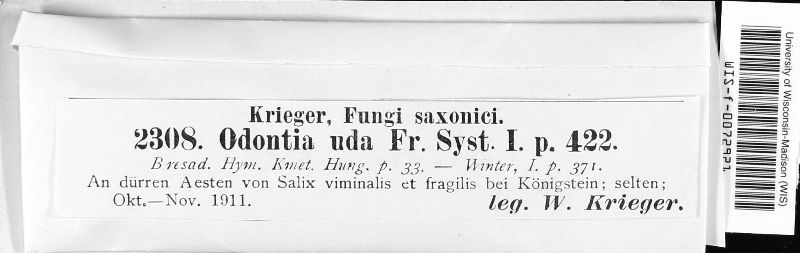 Krieger, Fungi saxonici.
2308. Odontia uda Fr. Syst. I. p. 422.
Bresad. Hym. Kmet. Hung. p. 33. — Winter, I. p. 371.
An dürren Aesten von Salix viminalis et fragilis bei Königstein; selten;
Okt.—Nov. 1911. leg. W. Krieger.
University of Wisconsin-Madison (WIS)
WIS-f-0072921